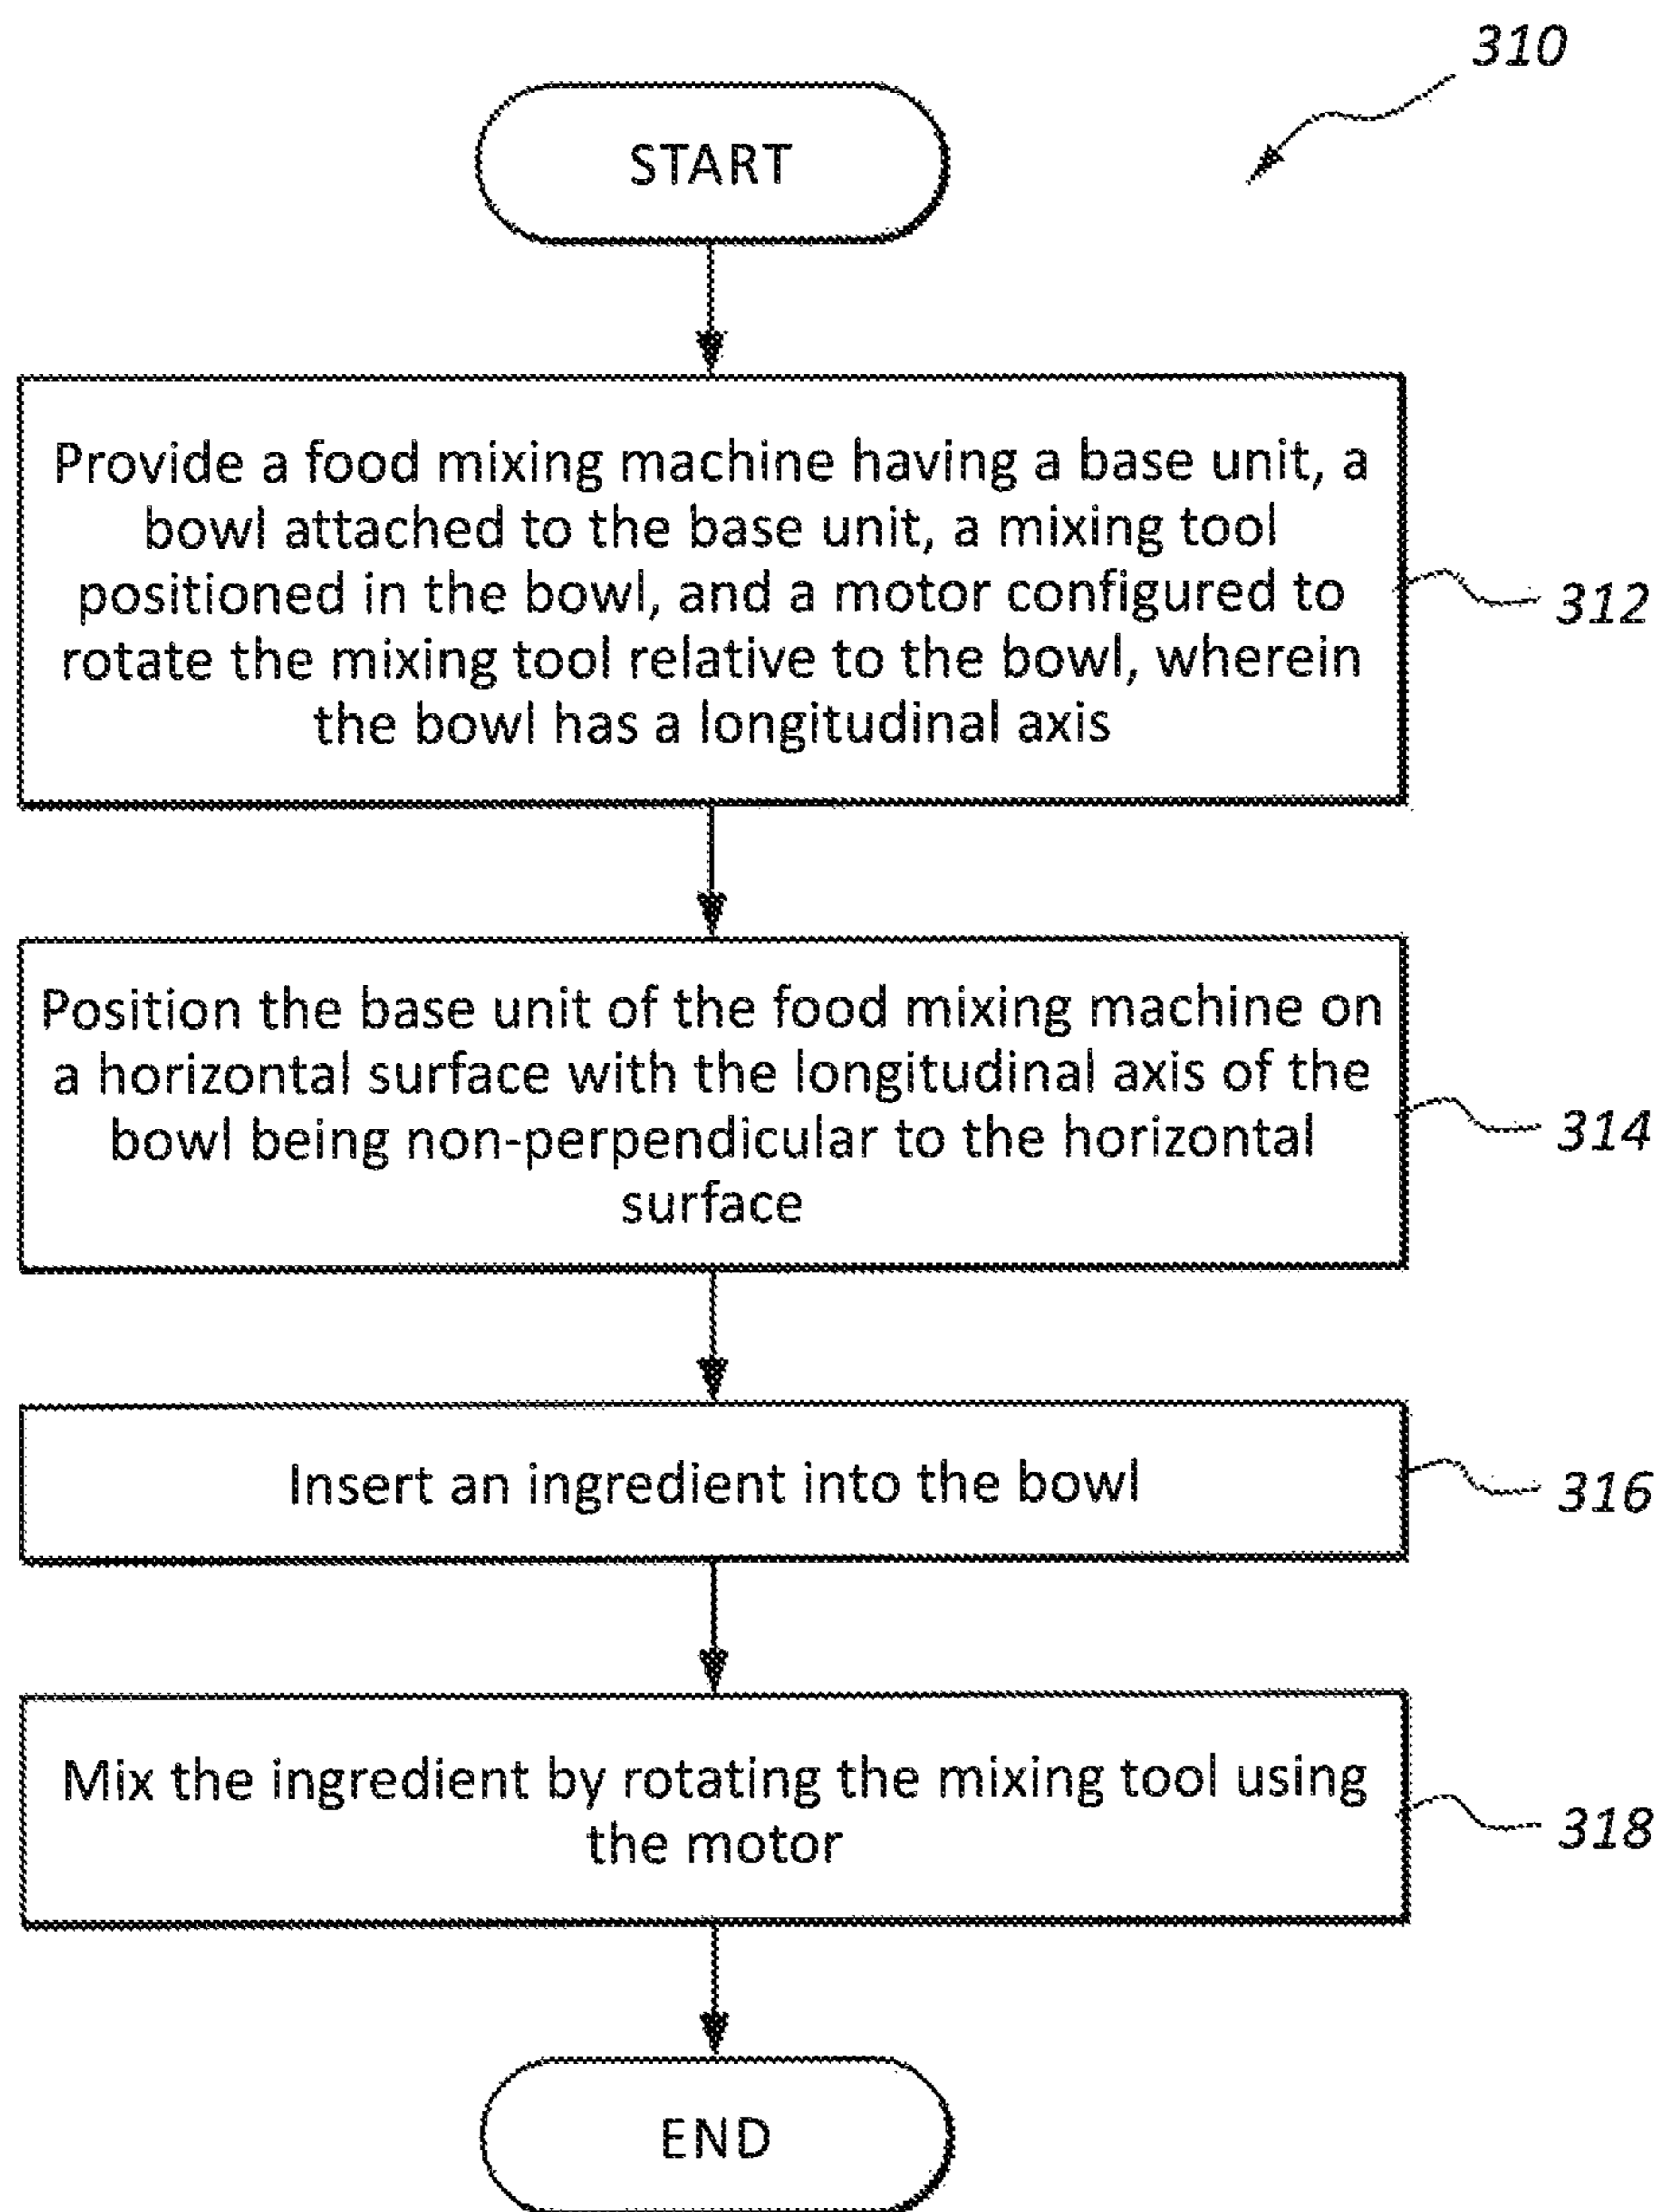 310
START
Provide a food mixing machine having a base unit, a
bowl attached to the base unit, a mixing tool
positioned in the bowl, and a motor configured to
rotate the mixing tool relative to the bowl, wherein
the bowl has a longitudinal axis
312
Position the base unit of the food mixing machine on
a horizontal surface with the longitudinal axis of the
bowl being non-perpendicular to the horizontal
surface
314
Insert an ingredient into the bowl
316
Mix the ingredient by rotating the mixing tool using
the motor
318
END